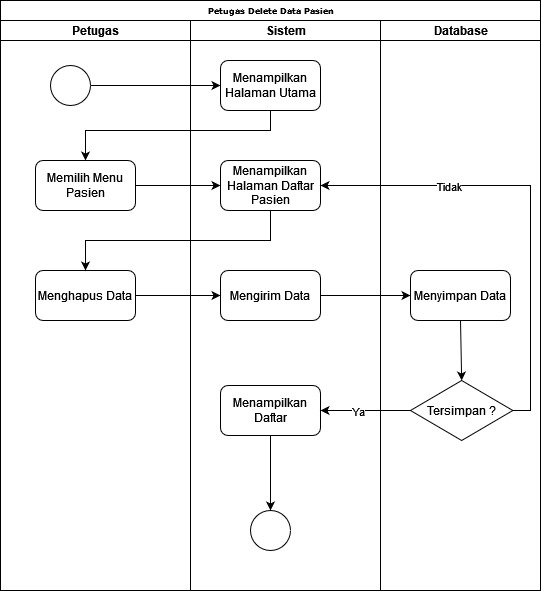 Petugas Delete Data Pasien
Petugas
Sistem
Database
Menampilkan
Halaman Utama
Memilih Menu
Pasien
Menampilkan
Halaman Daftar
Pasien
Tidak
Menghapus Data
Mengirim Data
Menyimpan Data
Menampilkan
Daftar
Ya
Tersimpan ?